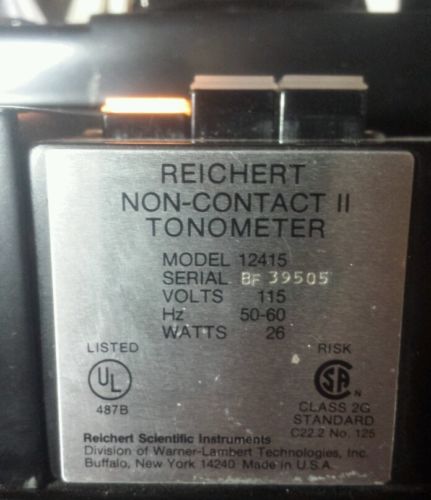 REICHERT
NON-CONTACT II
TONOMETER
MODEL 12415
SERIAL BF 39505
VOLTS 115
Hz 50-60
WATTS 26
LISTED
UL
487B
RISK
SA N
CLASS 2G
STANDARD
C22.2 No. 125
Reichert Scientific Instruments
Division of Warner-Lambert Technologies, Inc.
Buffalo, New York 14240 Made in U.S.A.